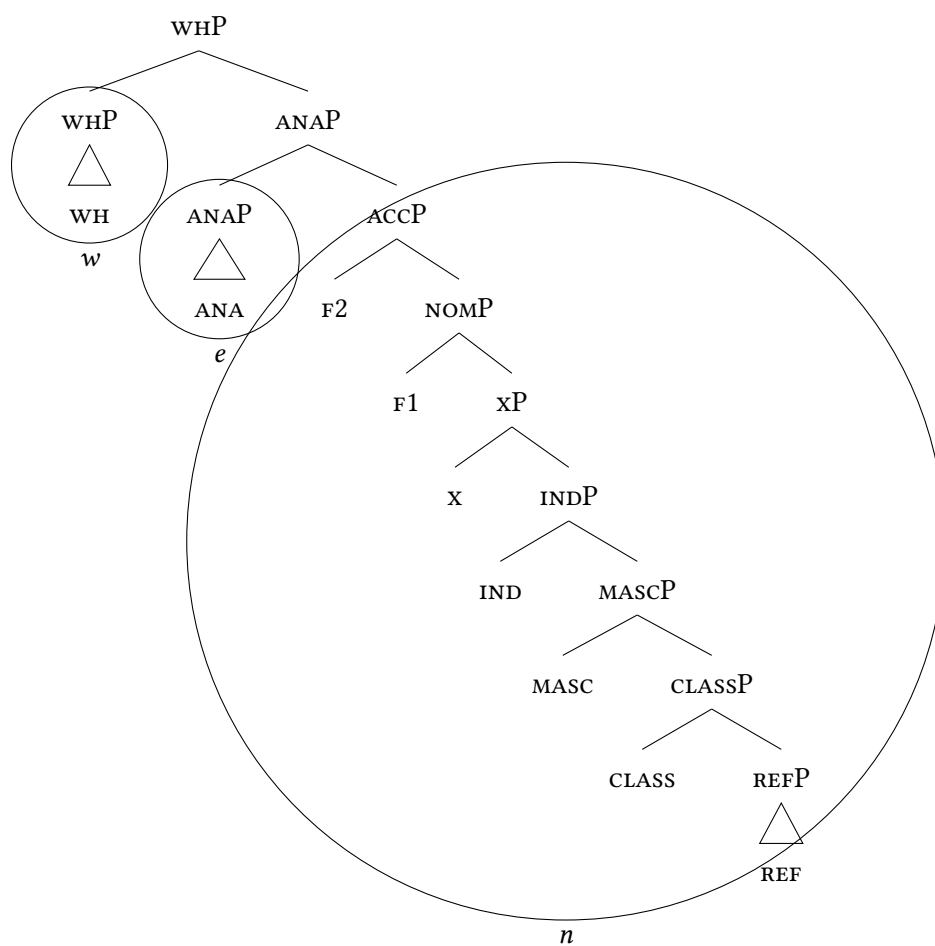 WHP
WHP ANAP
WH ANAP ACCP
w ANA F2 NOMP
e F1 XP
X INDP
IND MASCP
MASC CLASSP
CLASS REFP
REF
n